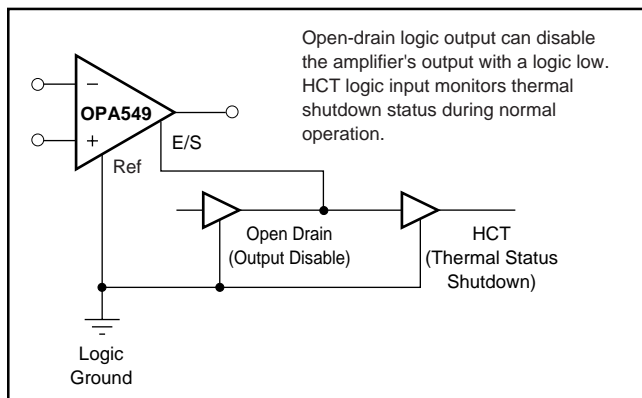 Open-drain logic output can disable
the amplifier's output with a logic low.
HCT logic input monitors thermal
shutdown status during normal
operation.
–
OPA549
+
E/S
Ref
Open Drain
(Output Disable)
HCT
(Thermal Status
Shutdown)
Logic
Ground